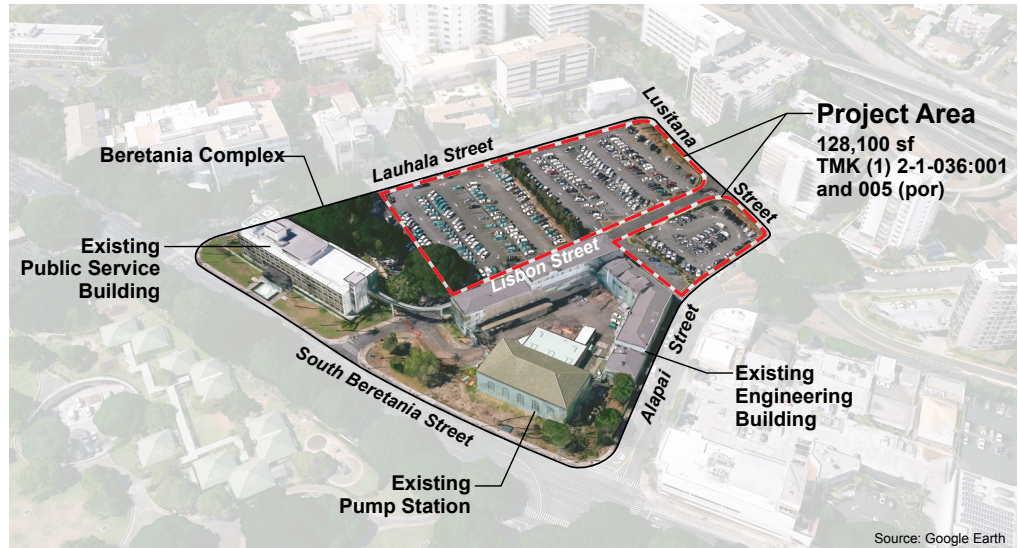 Project Area
128,100 sf
TMK (1) 2-1-036:001
and 005 (por)
Lusitana
Street
Lauhala Street
Beretania Complex
Existing
Public Service
Building
Lisbon Street
South Beretania Street
Alapai Street
Existing
Engineering
Building
Existing
Pump Station
Source: Google Earth